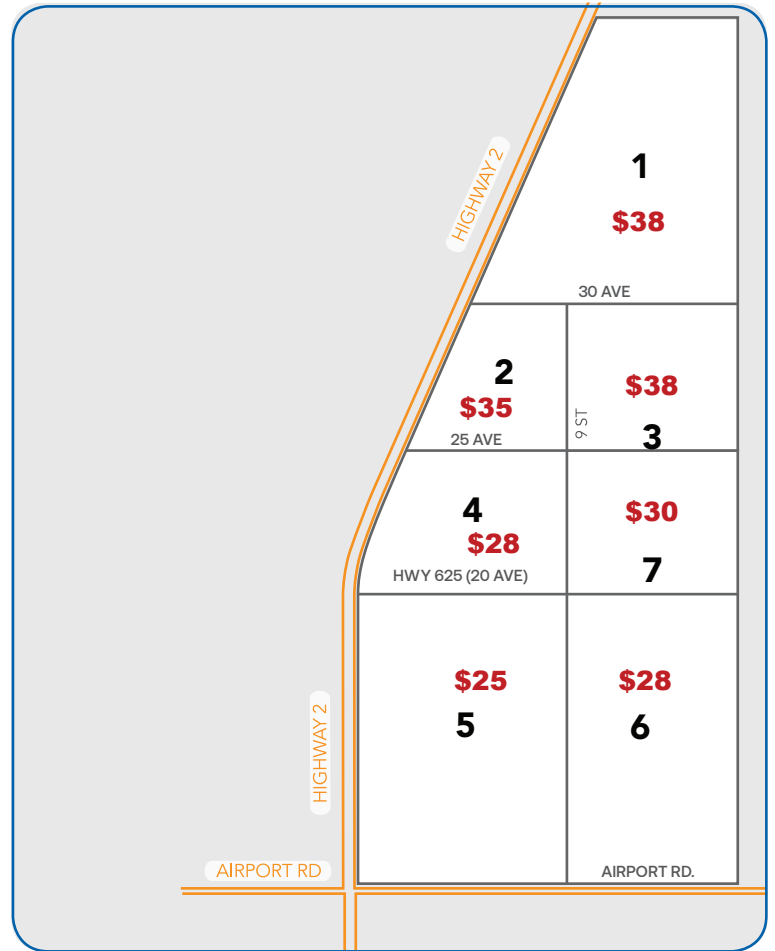 1
$38
HIGHWAY 2
30 AVE
2
$35
25 AVE
9 ST
$38
3
4
$28
HWY 625 (20 AVE)
$30
7
HIGHWAY 2
$25
5
$28
6
AIRPORT RD
AIRPORT RD.